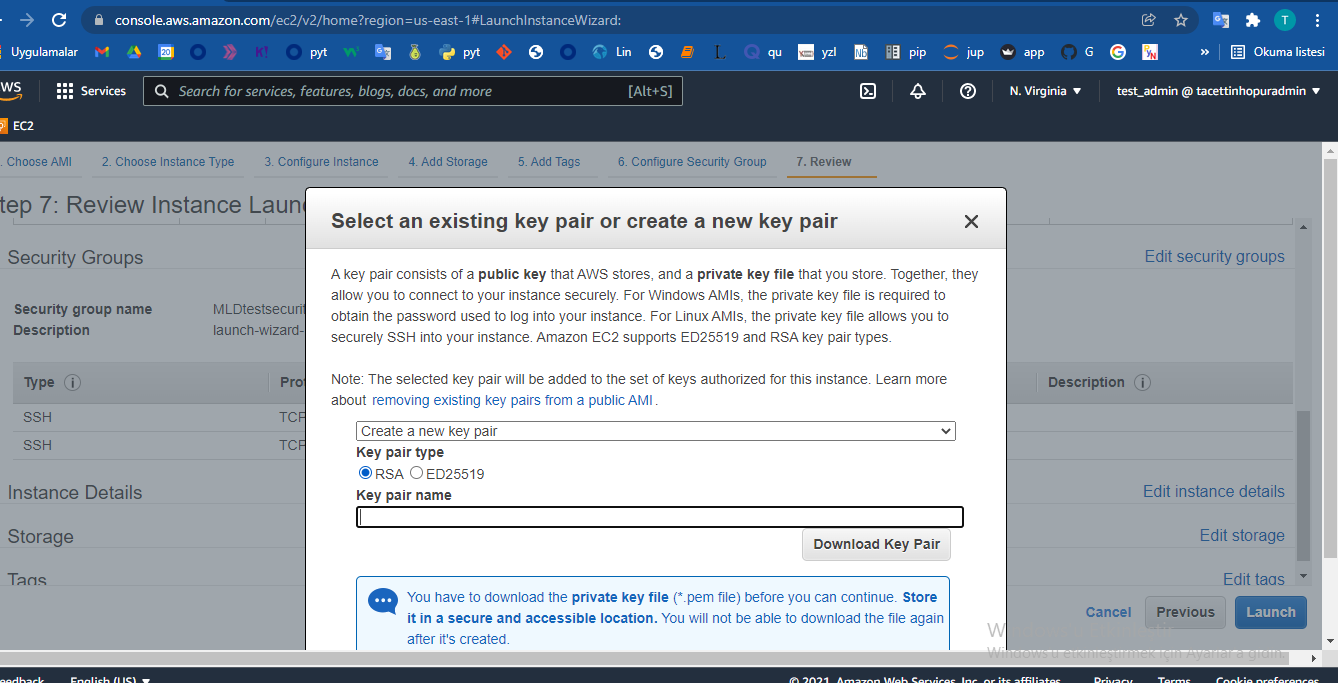 console.aws.amazon.com/ec2/v2/home?region=us-east-1#LaunchInstanceWizard:
T
Uygulamalar 20 K! pyt pyt Lin L Q qu yzl Nb pip jup app G G YN » Okuma listesi
Services Search for services, features, blogs, docs, and more [Alt+S] N. Virginia ▼ test_admin @ tacettinhopuradmin ▼
EC2
. Choose AMI 2. Choose Instance Type 3. Configure Instance 4. Add Storage 5. Add Tags 6. Configure Security Group 7. Review
tep 7: Review Instance Laun
Security Groups
Edit security groups
Security group name MLDtestsecurit
Description launch-wizard-
Type i Pro Description i
SSH TCP
SSH TCP
Instance Details
Edit instance details
Storage
Edit storage
Tags
Edit tags
Cancel Previous Launch
Select an existing key pair or create a new key pair
A key pair consists of a public key that AWS stores, and a private key file that you store. Together, they
allow you to connect to your instance securely. For Windows AMIs, the private key file is required to
obtain the password used to log into your instance. For Linux AMIs, the private key file allows you to
securely SSH into your instance. Amazon EC2 supports ED25519 and RSA key pair types.
Note: The selected key pair will be added to the set of keys authorized for this instance. Learn more
about removing existing key pairs from a public AMI .
Create a new key pair
Key pair type
RSA ED25519
Key pair name
Download Key Pair
You have to download the private key file (*.pem file) before you can continue. Store
it in a secure and accessible location. You will not be able to download the file again
after it's created.
Windows'u etkinleştirmek için Ayarlar'a gidin.
eedback English (US) ▼ © 2021, Amazon Web Services, Inc. or its affiliates. Privacy Terms Cookie preferences